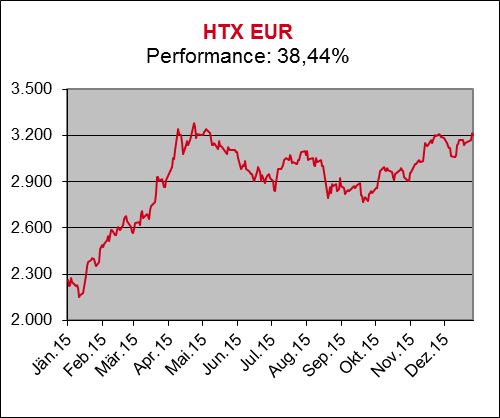 HTX EUR
Performance: 38,44%
3.500
3.200
2.900
2.600
2.300
2.000
Jän.15
Feb.15
Mär.15
Apr.15
Mai.15
Jun.15
Jul.15
Aug.15
Sep.15
Okt.15
Nov.15
Dez.15